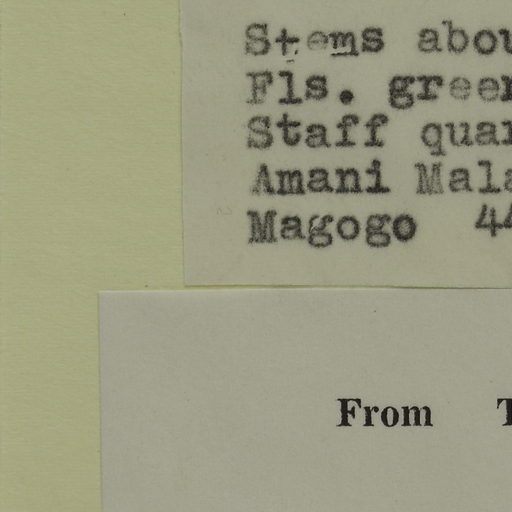 Stems abou
Fls. green
Staff quar
Amani Mala
Magogo 44
From T